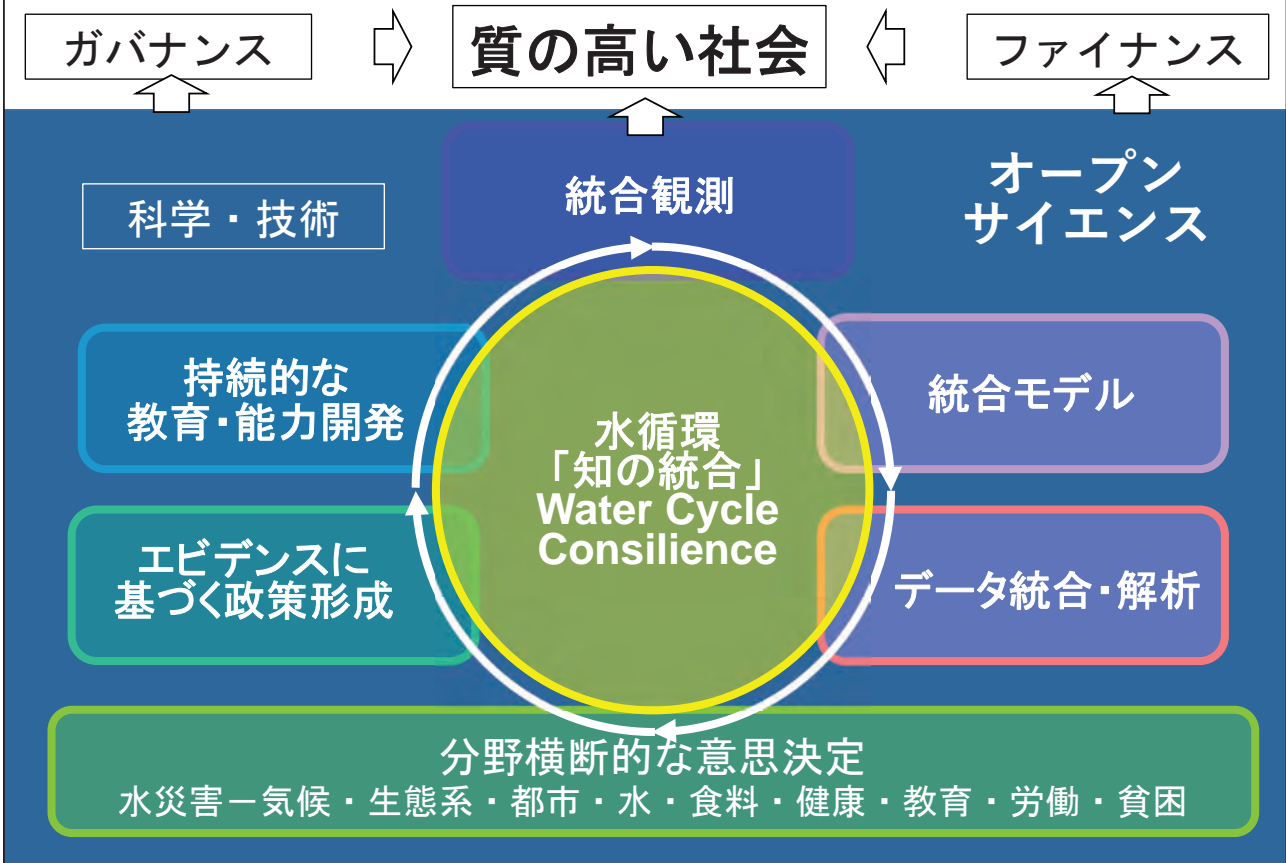 ガバナンス
質の高い社会
ファイナンス
科学・技術
統合観測
オープン
サイエンス
持続的な
教育・能力開発
統合モデル
水循環
「知の統合」
Water Cycle
Consilience
エビデンスに
基づく政策形成
データ統合・解析
分野横断的な意思決定
水災害－気候・生態系・都市・水・食料・健康・教育・労働・貧困